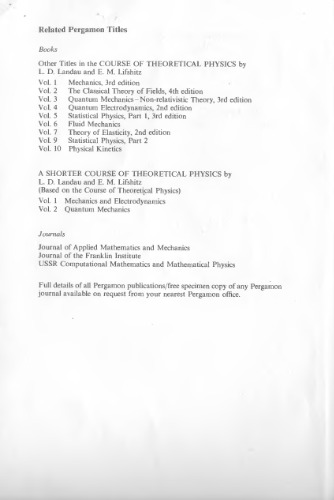 Related Pergamon Titles
Books
Other Titles in the COURSE OF THEORETICAL PHYSICS by
L. D. Landau and E. M. Lifshitz
Vol. 1 Mechanics, 3rd edition
Vol. 2 The Classical Theory of Fields, 4th edition
Vol. 3 Quantum Mechanics–Non-relativistic Theory, 3rd edition
Vol. 4 Quantum Electrodynamics, 2nd edition
Vol. 5 Statistical Physics, Part 1, 3rd edition
Vol. 6 Fluid Mechanics
Vol. 7 Theory of Elasticity, 2nd edition
Vol. 9 Statistical Physics, Part 2
Vol. 10 Physical Kinetics
A SHORTER COURSE OF THEORETICAL PHYSICS by
L. D. Landau and E. M. Lifshitz
(Based on the Course of Theoretical Physics)
Vol. 1 Mechanics and Electrodynamics
Vol. 2 Quantum Mechanics
Journals
Journal of Applied Mathematics and Mechanics
Journal of the Franklin Institute
USSR Computational Mathematics and Mathematical Physics
Full details of all Pergamon publications/free specimen copy of any Pergamon
journal available on request from your nearest Pergamon office.